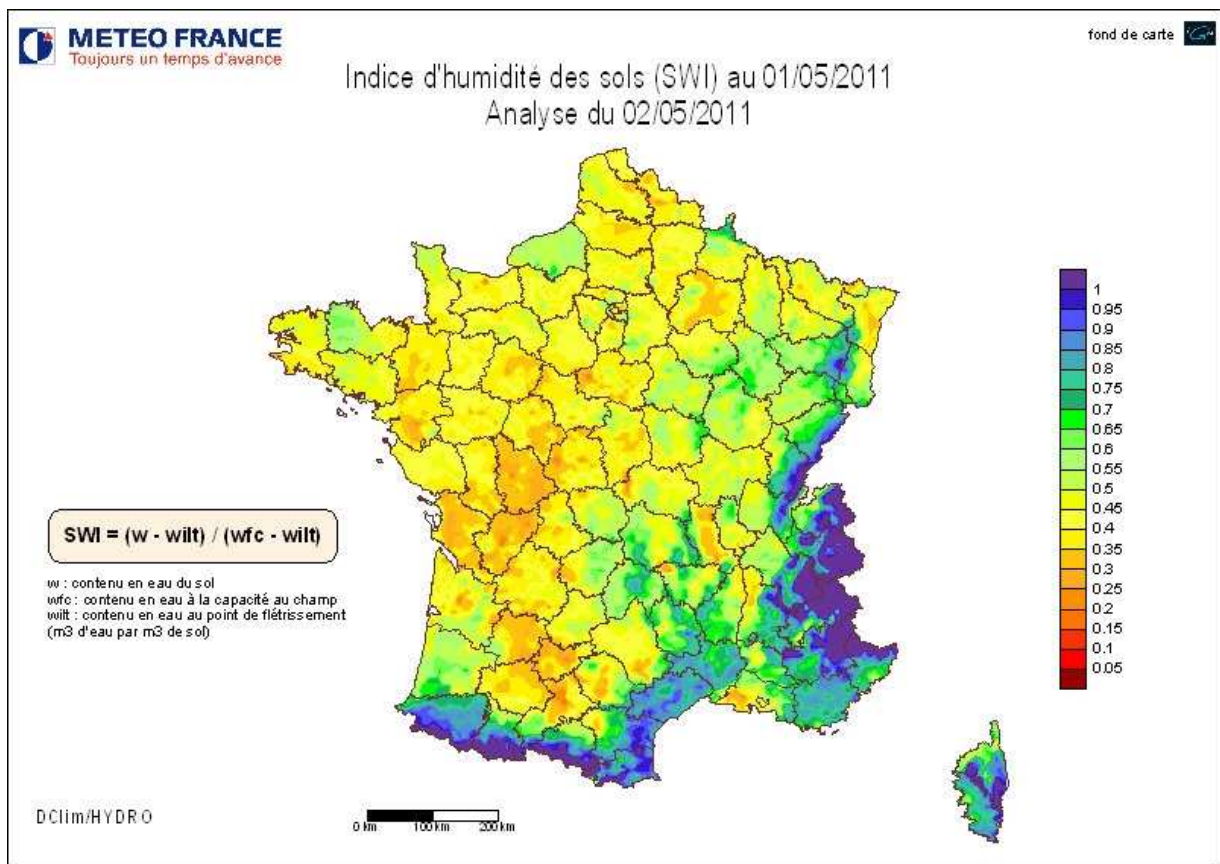 METEO FRANCE
Toujours un temps d'avance
fond de carte
Indice d'humidité des sols (SWI) au 01/05/2011
Analyse du 02/05/2011
1
0.95
0.9
0.85
0.75
0.7
0.65
0.6
0.55
0.5
0.45
0.4
0.35
0.3
0.25
0.2
0.15
0.1
0.05
SWI = (w - wilt) / (wfc - wilt)
w : contenu en eau du sol
wfc : contenu en eau à la capacité au champ
wilt : contenu en eau au point de flétrissement
(m3 d'eau par m3 de sol)
DClim/HYDRO
0 km 100 km 200 km